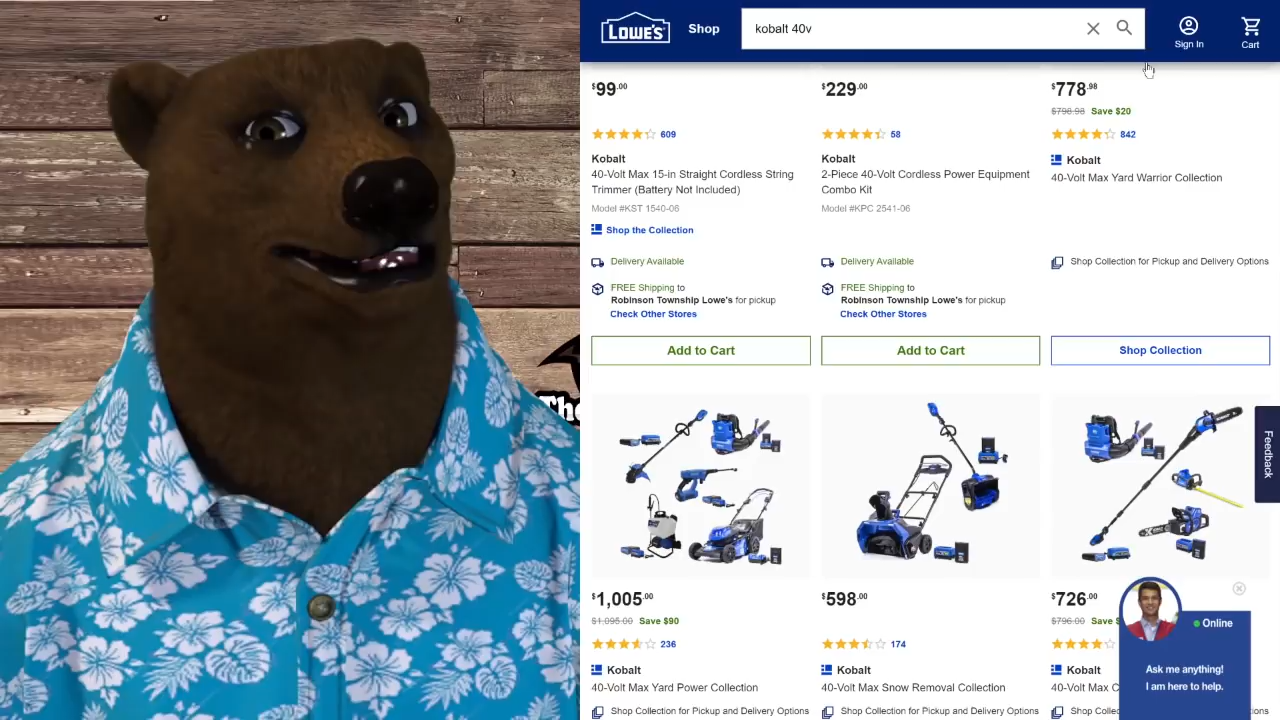 LOWE'S
Shop
kobalt 40v
Sign In
Cart
$99.00
609
Kobalt
40-Volt Max 15-in Straight Cordless String
Trimmer (Battery Not Included)
Model #KST 1540-06
Shop the Collection
Delivery Available
FREE Shipping to
Robinson Township Lowe's for pickup
Check Other Stores
Add to Cart
$229.00
58
Kobalt
2-Piece 40-Volt Cordless Power Equipment
Combo Kit
Model #KPC 2541-06
Delivery Available
FREE Shipping to
Robinson Township Lowe's for pickup
Check Other Stores
Add to Cart
$778.98
$798.98 Save $20
842
Kobalt
40-Volt Max Yard Warrior Collection
Shop Collection for Pickup and Delivery Options
Shop Collection
The
Feedback
$1,005.00
$1,095.00 Save $90
236
Kobalt
40-Volt Max Yard Power Collection
Shop Collection for Pickup and Delivery Options
$598.00
174
Kobalt
40-Volt Max Snow Removal Collection
Shop Collection for Pickup and Delivery Options
$726.00
$796.00 Save $
Kobalt
40-Volt Max C
Shop Colle
ions
Online
Ask me anything!
I am here to help.